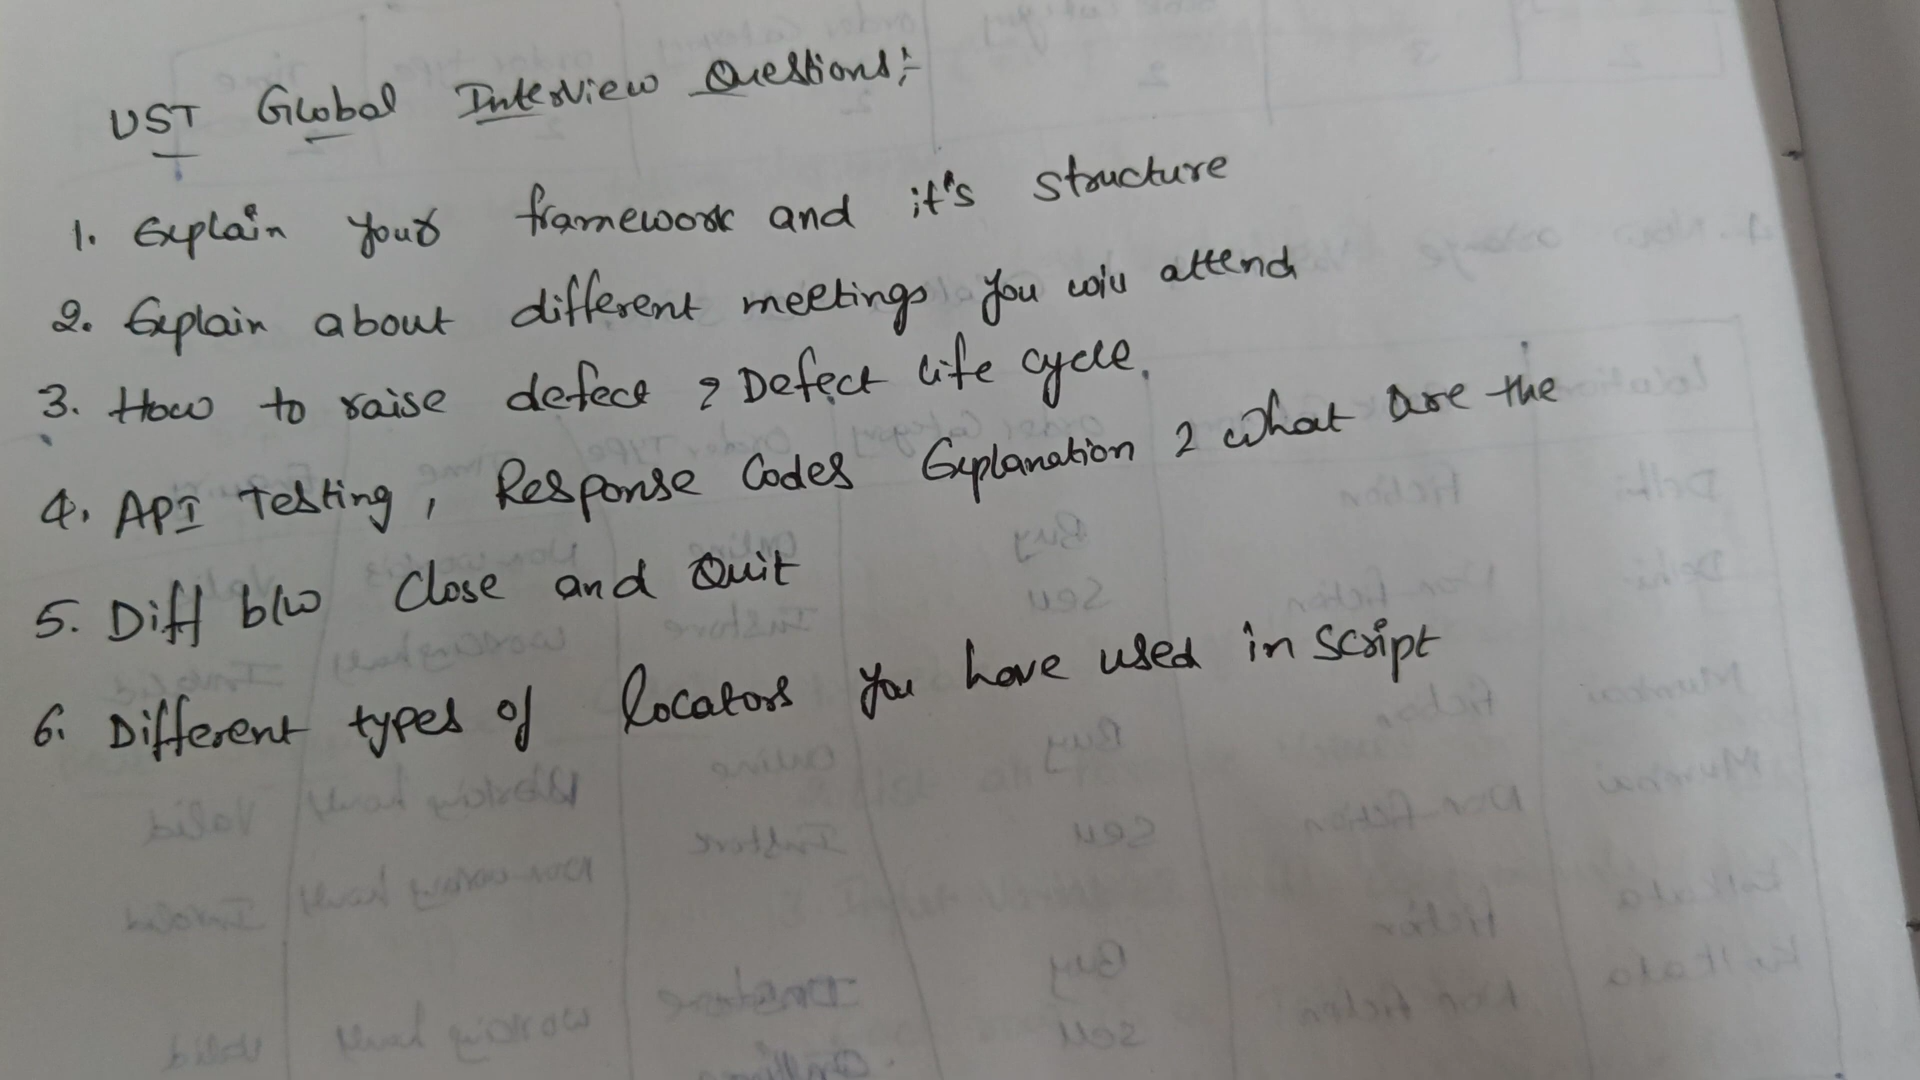 UST Global Interview Questions:-
1. Explain your framework and it's structure
2. Explain about different meetings you will attend
3. How to raise defect & Defect life cycle.
4. API Testing, Response Codes Explanation & what are the
5. Diff b/w Close and Quit
6. Different types of locators you have used in script